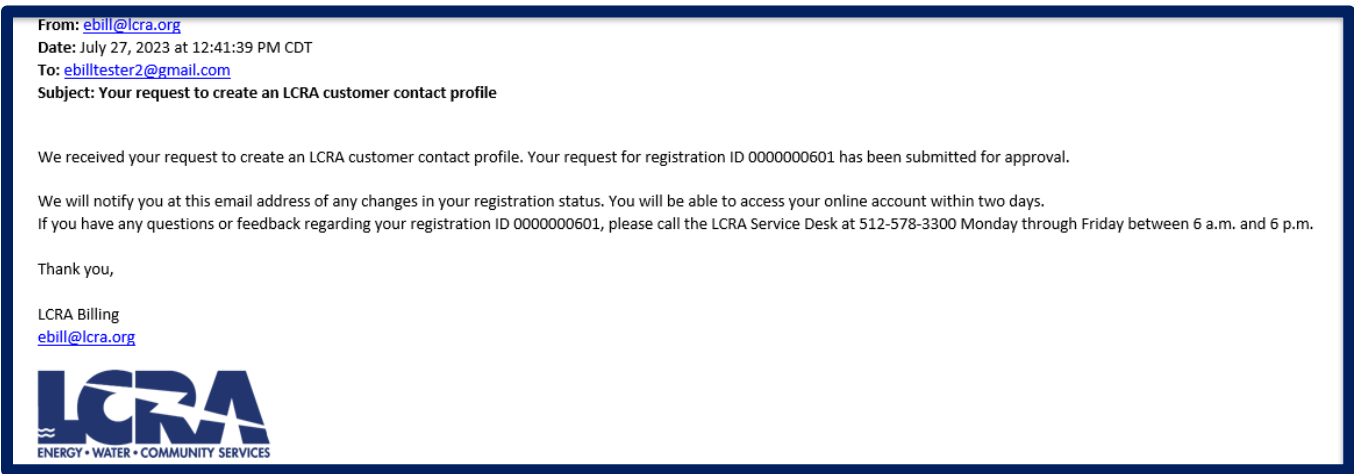 From: ebill@lcra.org
Date: July 27, 2023 at 12:41:39 PM CDT
To: ebilltester2@gmail.com
Subject: Your request to create an LCRA customer contact profile
We received your request to create an LCRA customer contact profile. Your request for registration ID 0000000601 has been submitted for approval.
We will notify you at this email address of any changes in your registration status. You will be able to access your online account within two days.
If you have any questions or feedback regarding your registration ID 0000000601, please call the LCRA Service Desk at 512-578-3300 Monday through Friday between 6 a.m. and 6 p.m.
Thank you,
LCRA Billing
ebill@lcra.org
LCRA
ENERGY • WATER • COMMUNITY SERVICES